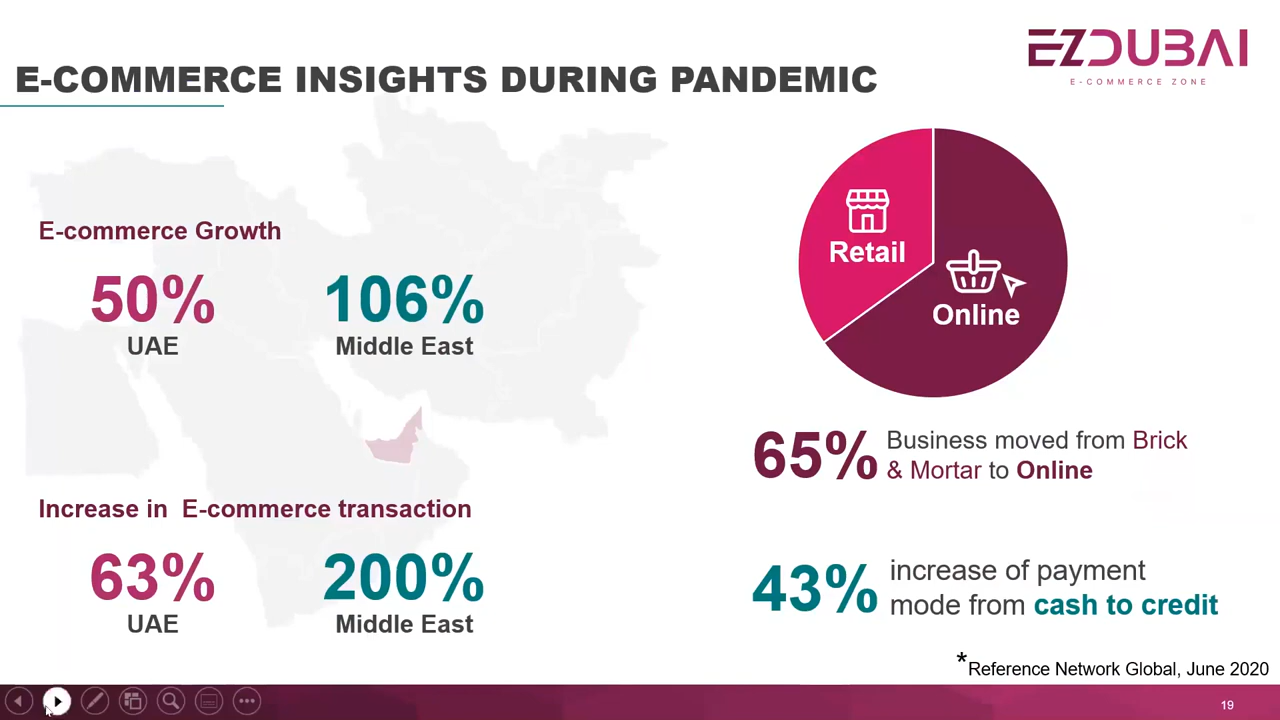 EZDUBAI
E-COMMERCE ZONE
E-COMMERCE INSIGHTS DURING PANDEMIC
E-commerce Growth
50%
UAE
106%
Middle East
Increase in  E-commerce transaction
63%
UAE
200%
Middle East
Retail
Online
65%
Business moved from Brick
& Mortar to Online
43%
increase of payment
mode from cash to credit
*Reference Network Global, June 2020
19